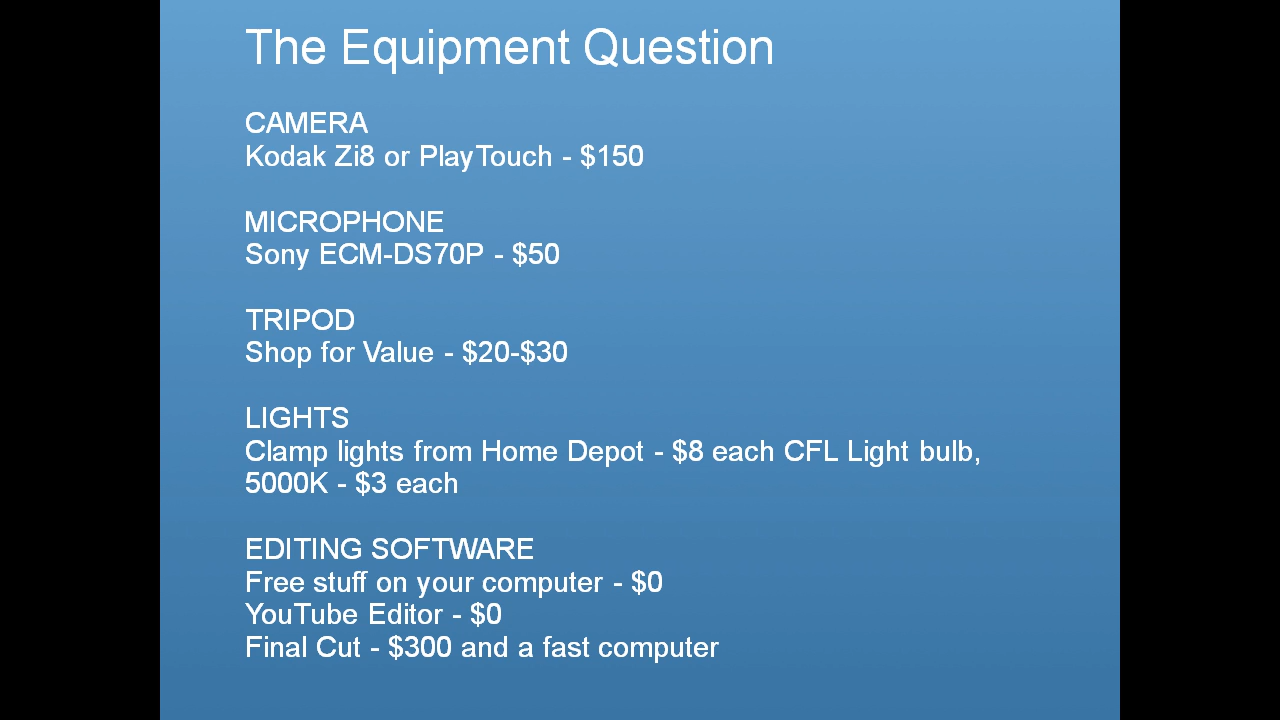 The Equipment Question
CAMERA
Kodak Zi8 or PlayTouch - $150
MICROPHONE
Sony ECM-DS70P - $50
TRIPOD
Shop for Value - $20-$30
LIGHTS
Clamp lights from Home Depot - $8 each CFL Light bulb,
5000K - $3 each
EDITING SOFTWARE
Free stuff on your computer - $0
YouTube Editor - $0
Final Cut - $300 and a fast computer